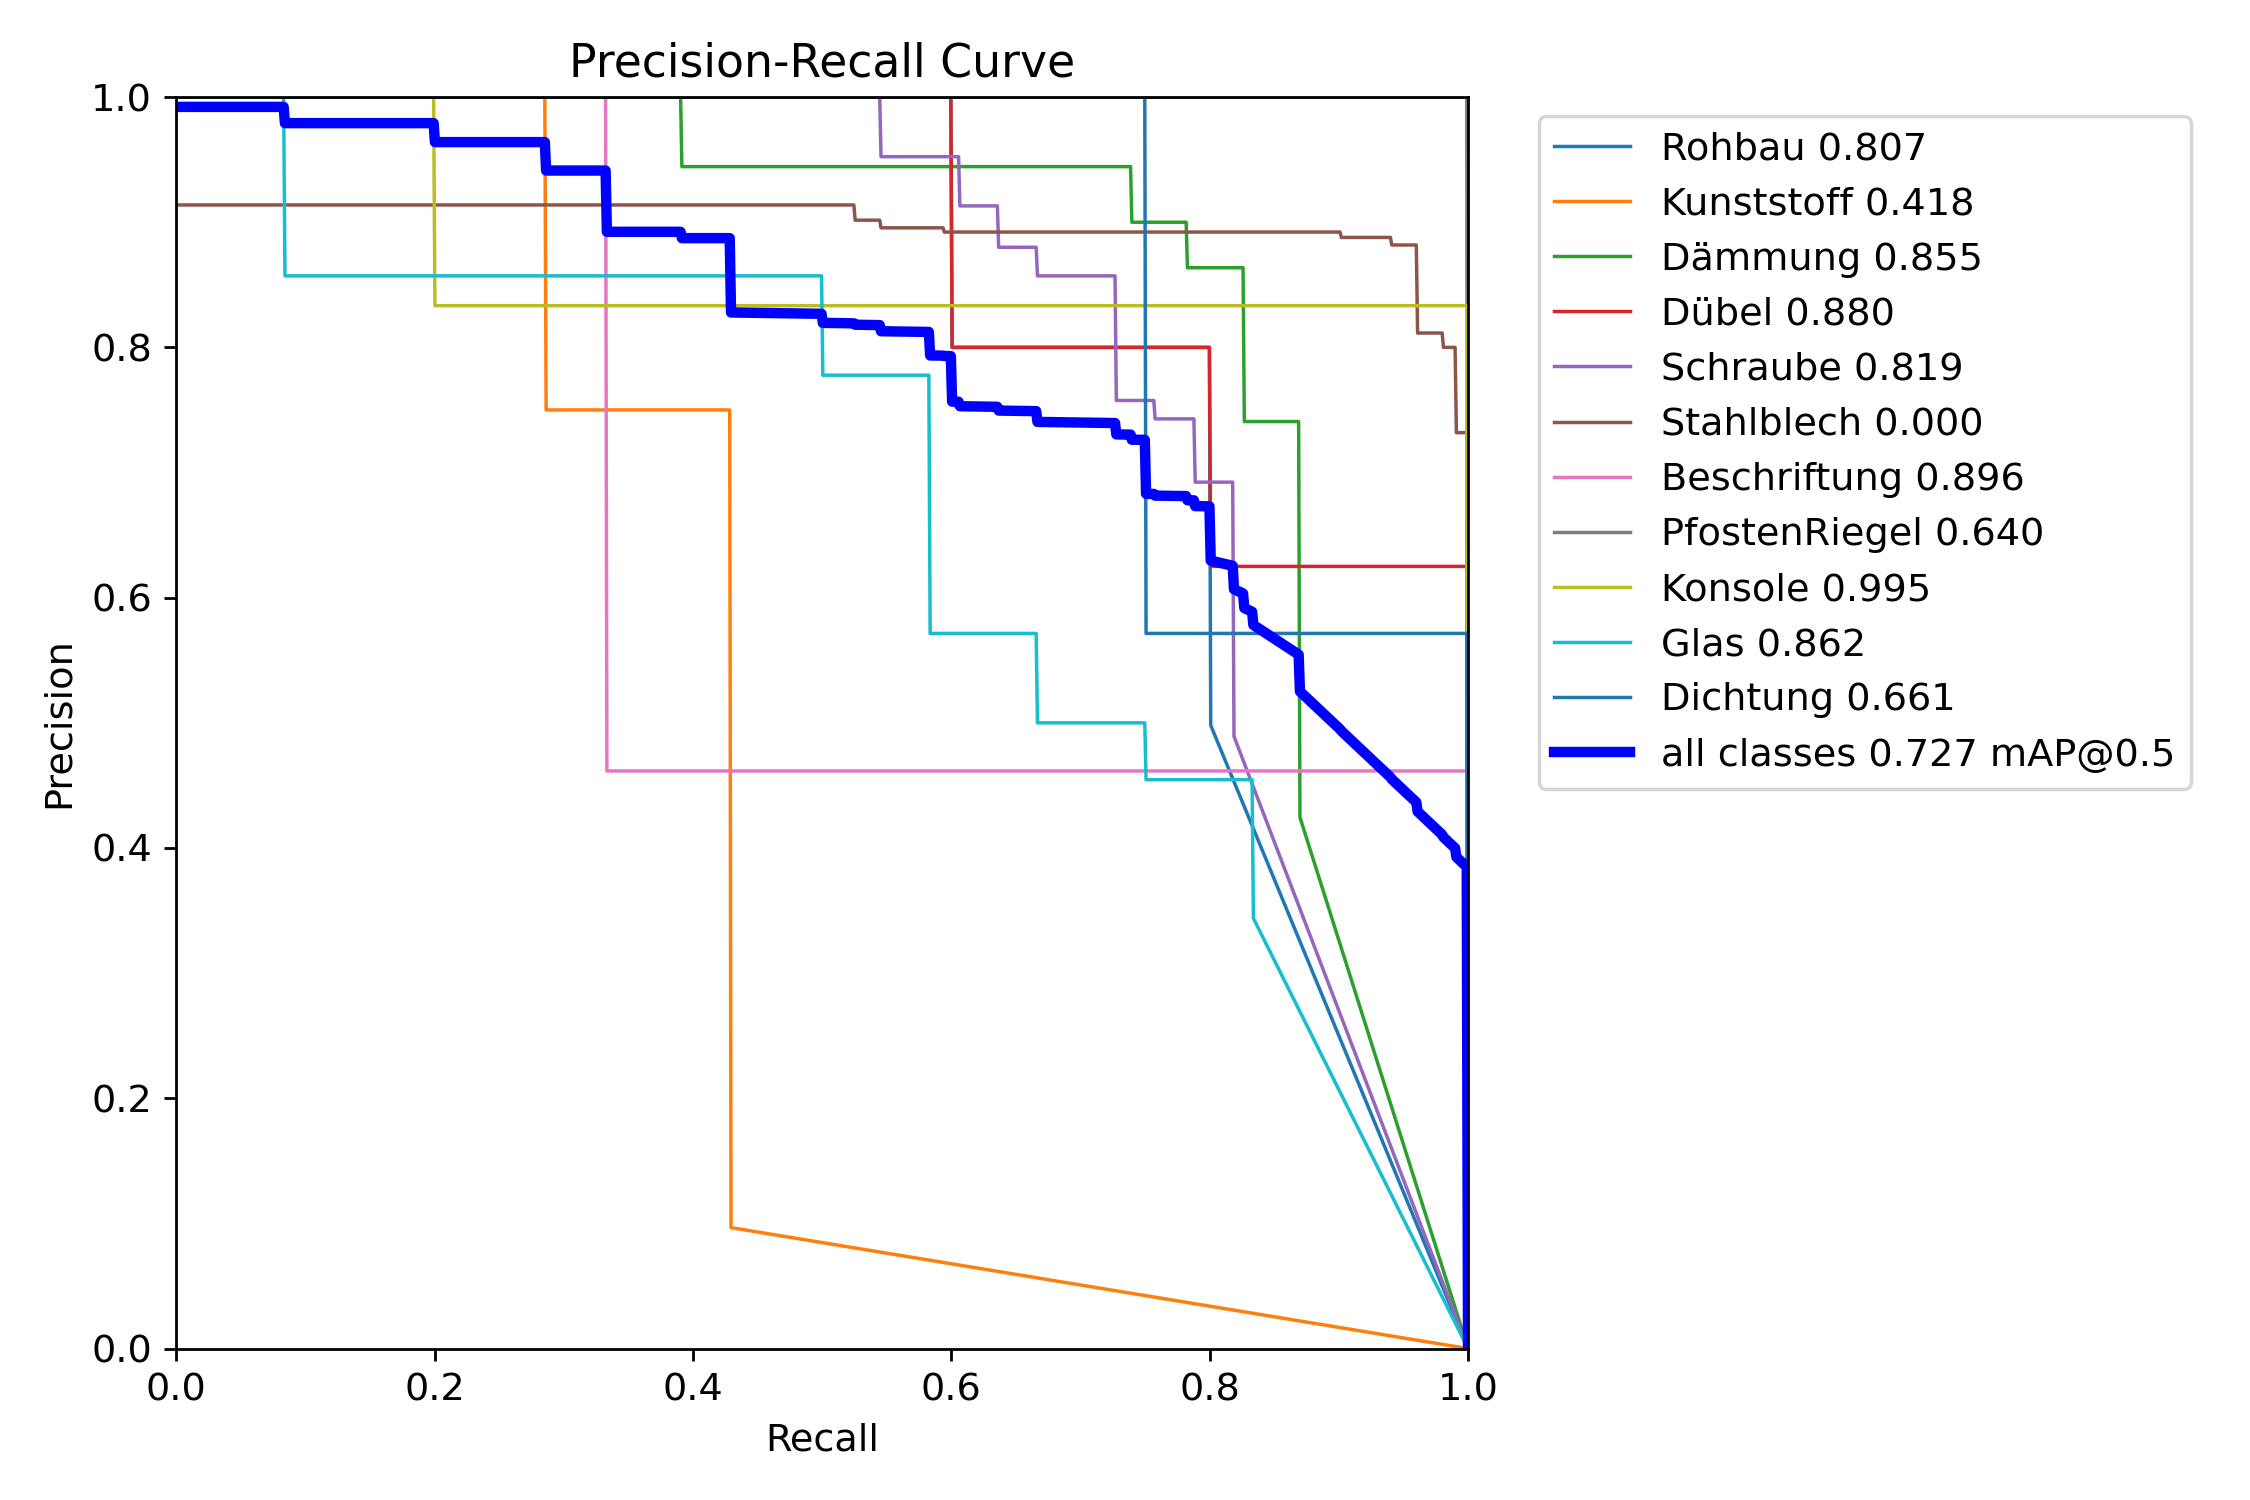 Precision-Recall Curve
1.0
0.8
0.6
0.4
0.2
0.0
0.0 0.2 0.4 0.6 0.8 1.0
Precision
Recall
Rohbau 0.807
Kunststoff 0.418
Dämmung 0.855
Dübel 0.880
Schraube 0.819
Stahlblech 0.000
Beschriftung 0.896
PfostenRiegel 0.640
Konsole 0.995
Glas 0.862
Dichtung 0.661
all classes 0.727 mAP@0.5